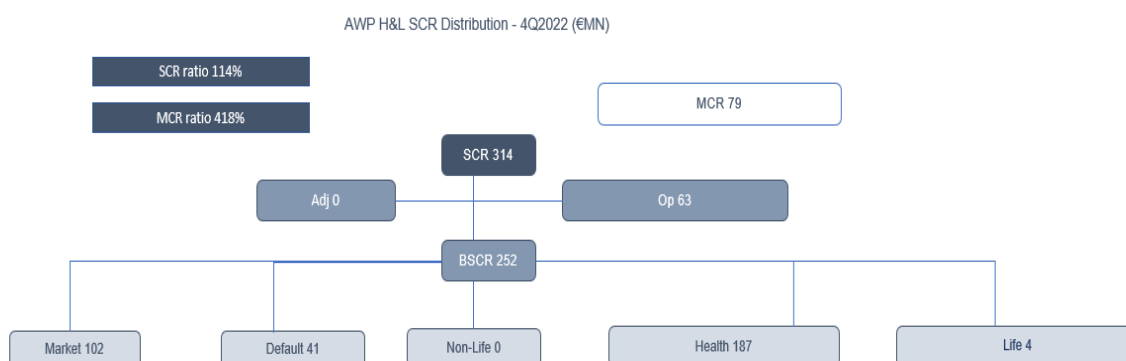 AWP H&L SCR Distribution - 4Q2022 (€MN)
SCR ratio 114%
MCR 79
MCR ratio 418%
SCR 314
Adj 0
Op 63
BSCR 252
Market 102
Default 41
Non-Life 0
Health 187
Life 4